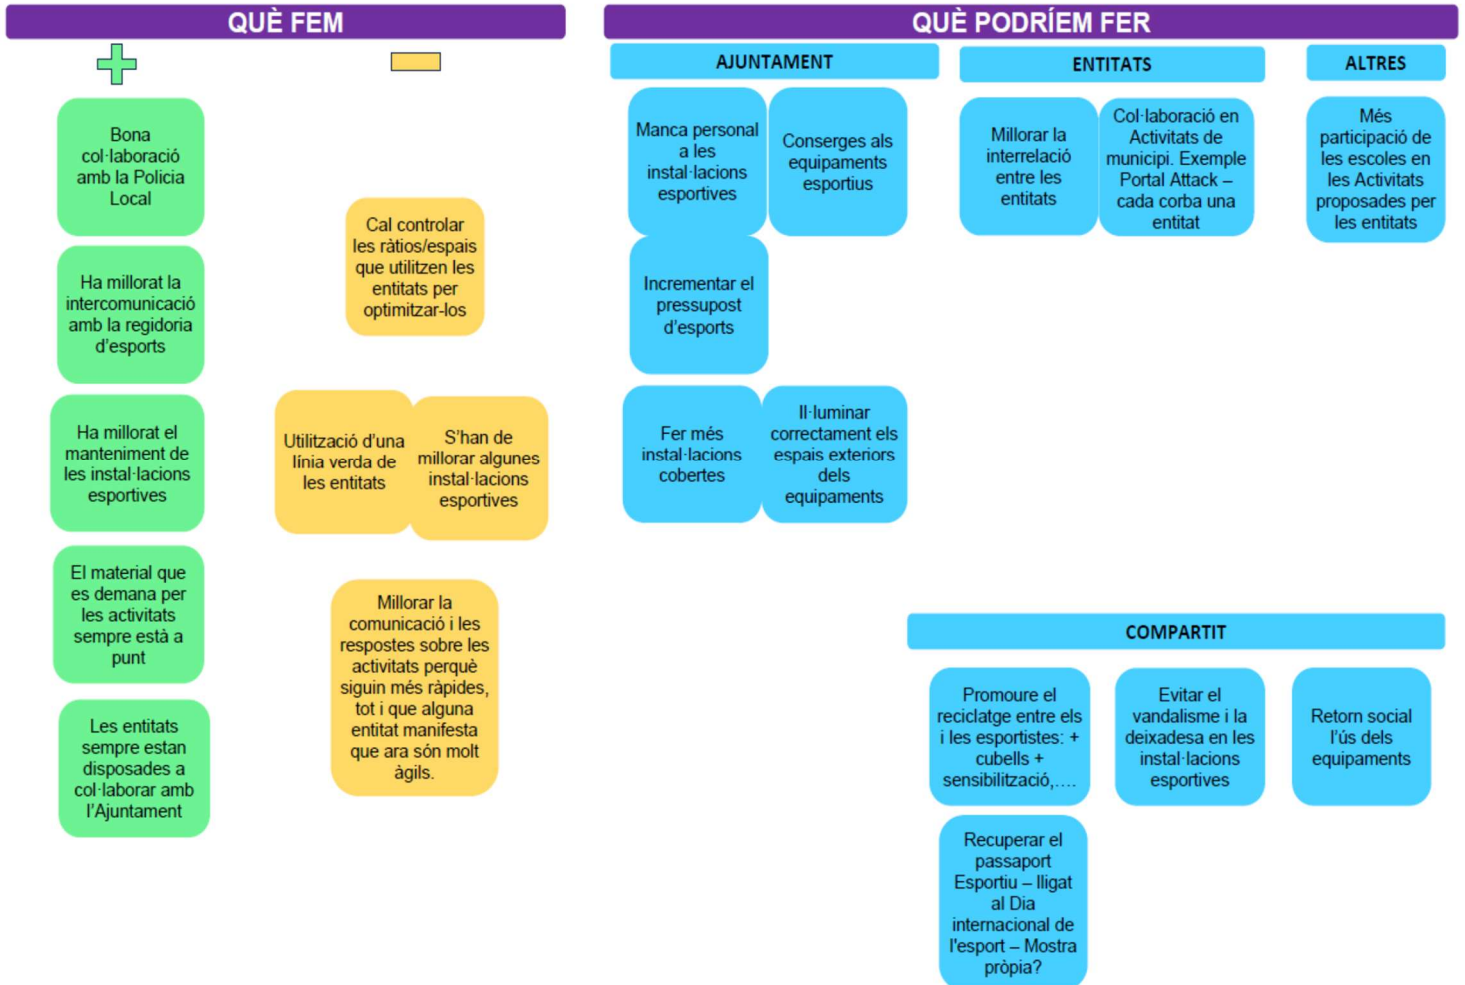 QUÈ FEM
Bona
col·laboració
amb la Policia
Local
Ha millorat la
intercomunicació
amb la regidoria
d'esports
Ha millorat el
manteniment de
les instal·lacions
esportives
El material que
es demana per
les activitats
sempre està a
punt
Les entitats
sempre estan
disposades a
col·laborar amb
l'Ajuntament
Cal controlar
les ràtios/espais
que utilitzen les
entitats per
optimitzar-los
Utilització d'una
línia verda de
les entitats
S'han de
millorar algunes
instal·lacions
esportives
Millorar la
comunicació i les
respostes sobre les
activitats perquè
siguin més ràpides,
tot i que alguna
entitat manifesta
que ara són molt
àgils.
QUÈ PODRÍEM FER
AJUNTAMENT
Manca personal
a les
instal·lacions
esportives
Conserges als
equipaments
esportius
Incrementar el
pressupost
d'esports
Fer més
instal·lacions
cobertes
Il·luminar
correctament els
espais exteriors
dels
equipaments
ENTITATS
Millorar la
interrelació
entre les
entitats
Col·laboració en
Activitats de
municipi. Exemple
Portal Attack –
cada corba una
entitat
ALTRES
Més
participació de
les escoles en
les Activitats
proposades per
les entitats
COMPARTIT
Promoure el
reciclatge entre els
i les esportistes: +
cubells +
sensibilització,....
Evitar el
vandalisme i la
deixadesa en les
instal·lacions
esportives
Retorn social
l'ús dels
equipaments
Recuperar el
passaport
Esportiu – lligat
al Dia
internacional de
l'esport – Mostra
pròpia?